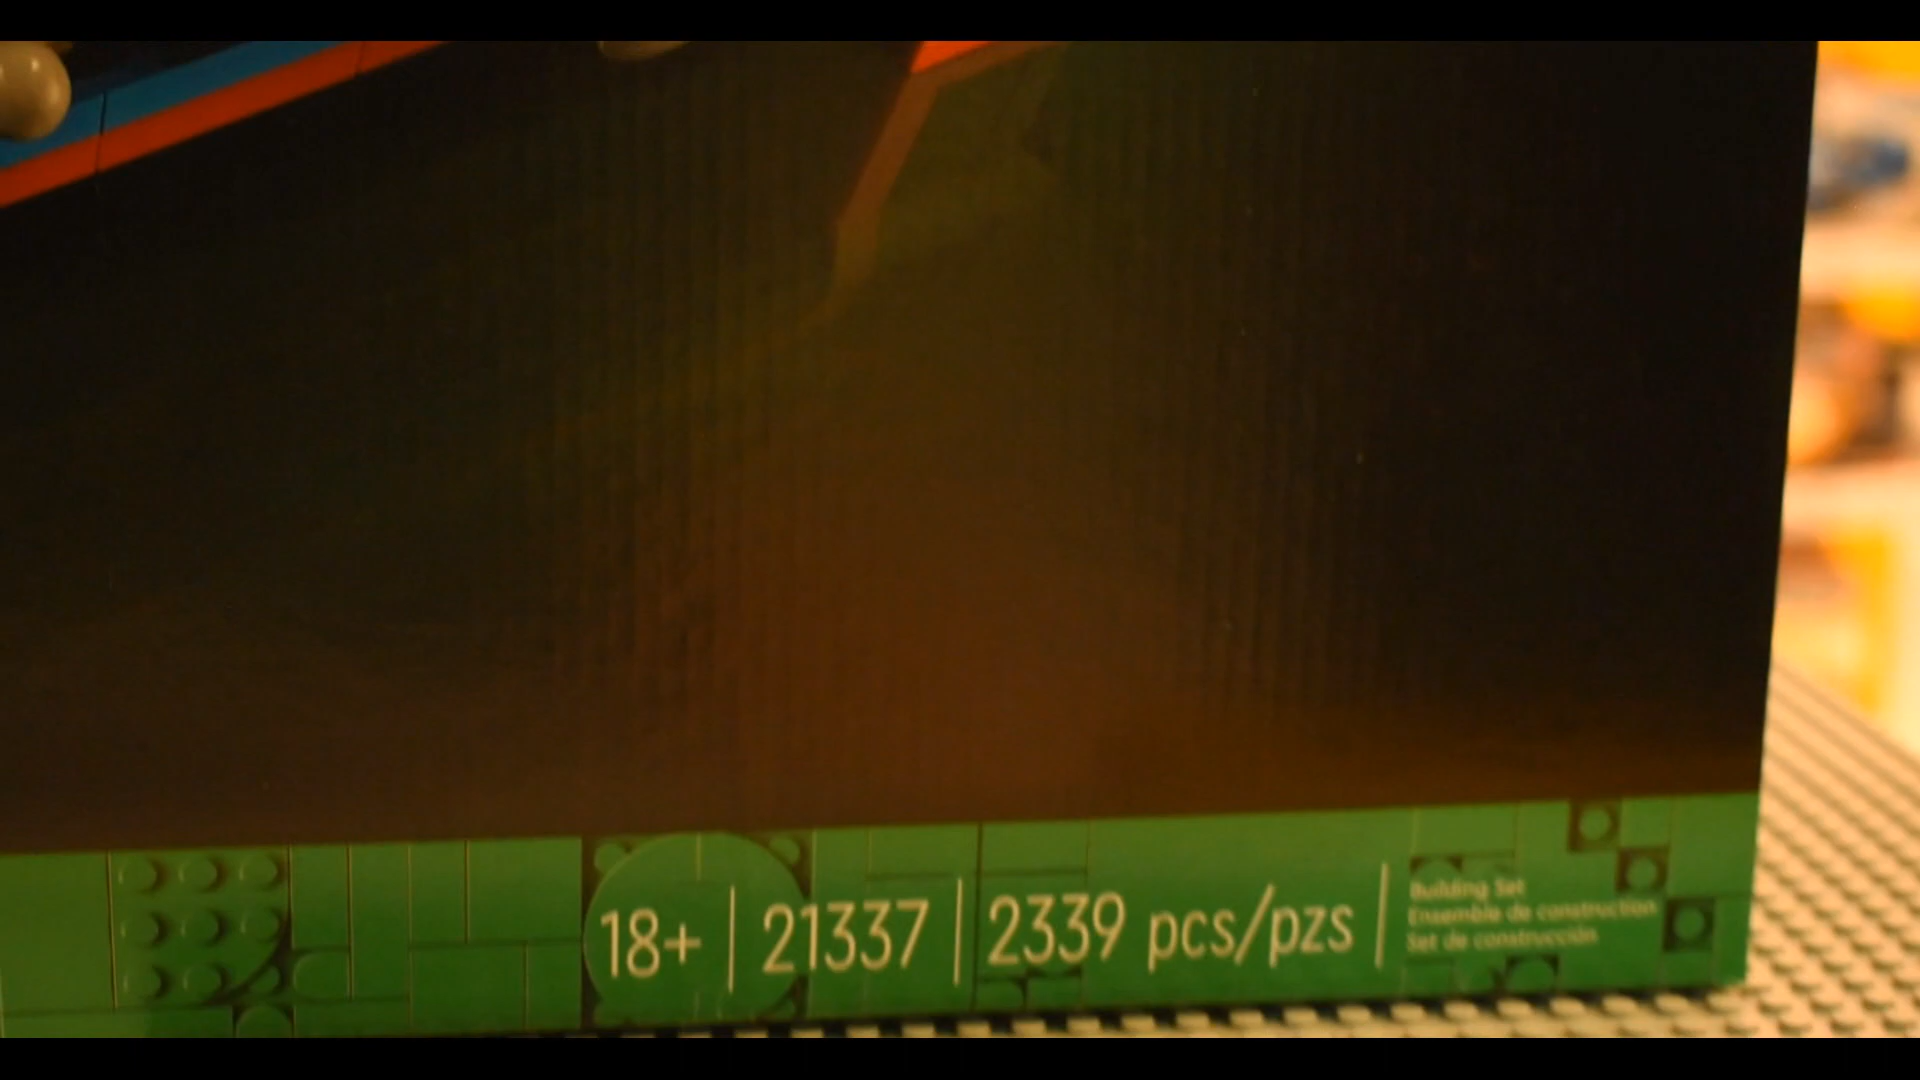 18+ | 21337 | 2339 pcs/pzs
Building Set
Ensemble de construction
Set de construcción